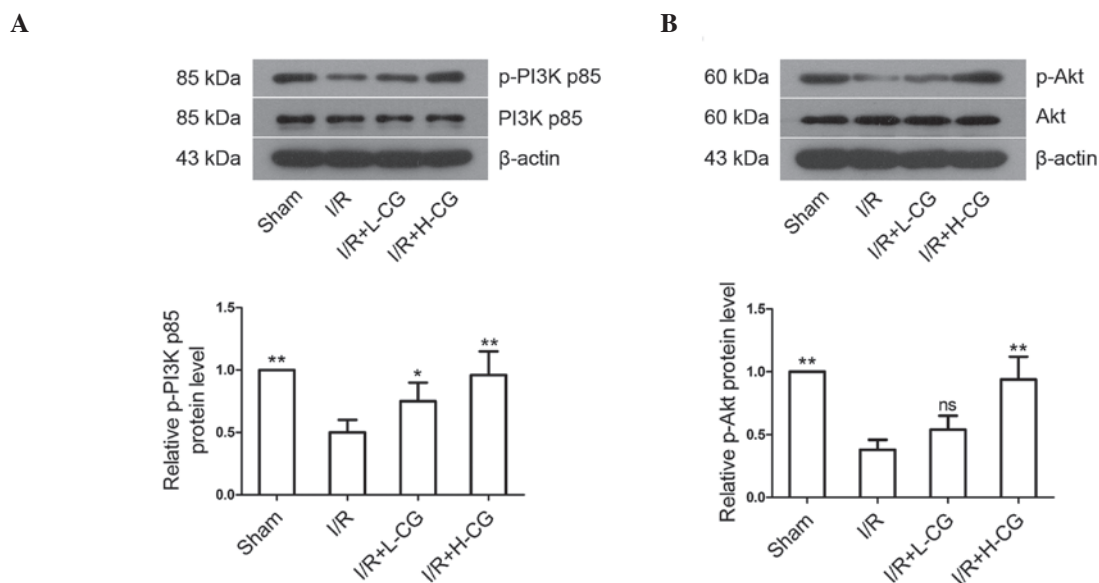 A
85 kDa p-PI3K p85
85 kDa PI3K p85
43 kDa β-actin
Sham I/R I/R+L-CG I/R+H-CG
Relative p-PI3K p85
protein level
1.5
1.0
0.5
0.0
** * **
Sham I/R I/R+L-CG I/R+H-CG
B
60 kDa p-Akt
60 kDa Akt
43 kDa β-actin
Sham I/R I/R+L-CG I/R+H-CG
Relative p-Akt protein level
1.5
1.0
0.5
0.0
** ns **
Sham I/R I/R+L-CG I/R+H-CG